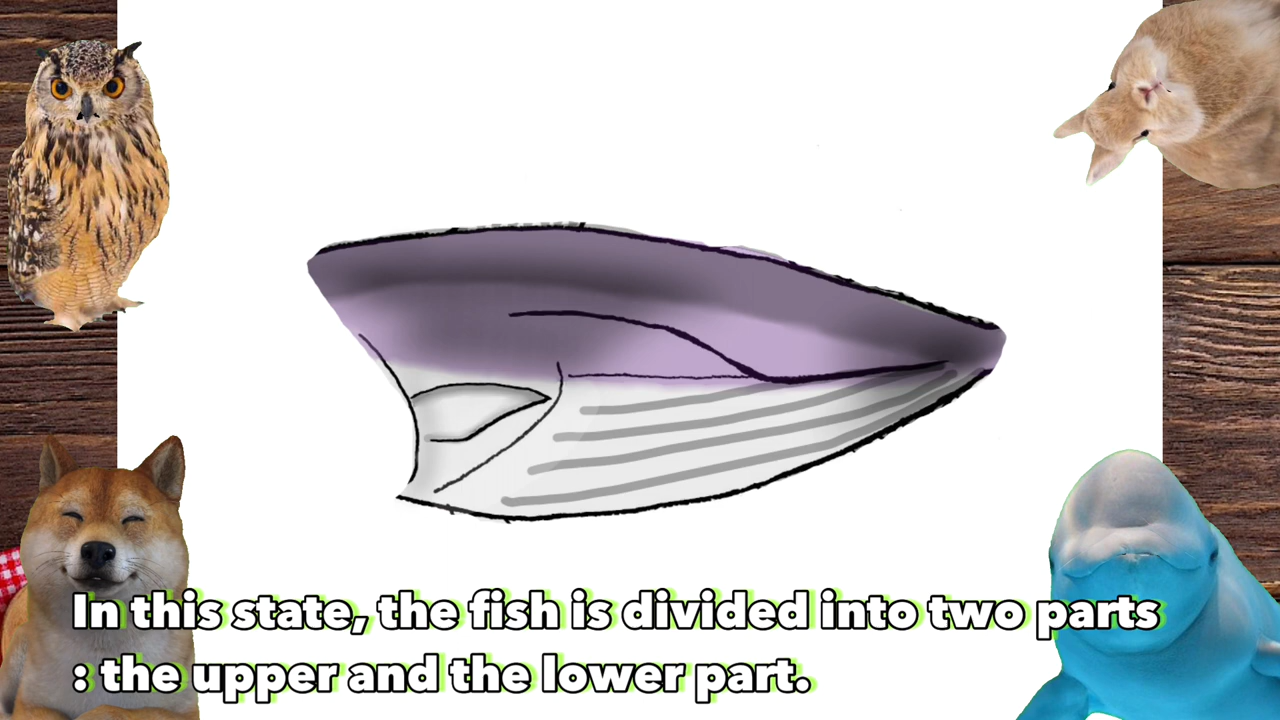 In this state, the fish is divided into two parts
: the upper and the lower part.